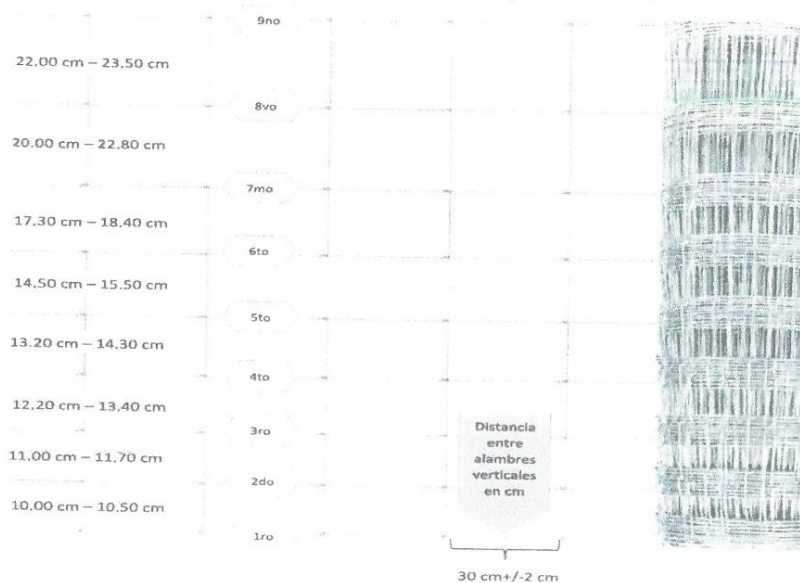 9no
22.00 cm – 23,50 cm
8vo
20.00 cm – 22.80 cm
7mo
17,30 cm – 18,40 cm
6to
14,50 cm – 15,50 cm
5to
13.20 cm – 14,30 cm
4to
12,20 cm – 13,40 cm
3ro
11,00 cm – 11,70 cm
2do
10,00 cm – 10,50 cm
1ro
Distancia
entre
alambres
verticales
en cm
30 cm+/-2 cm